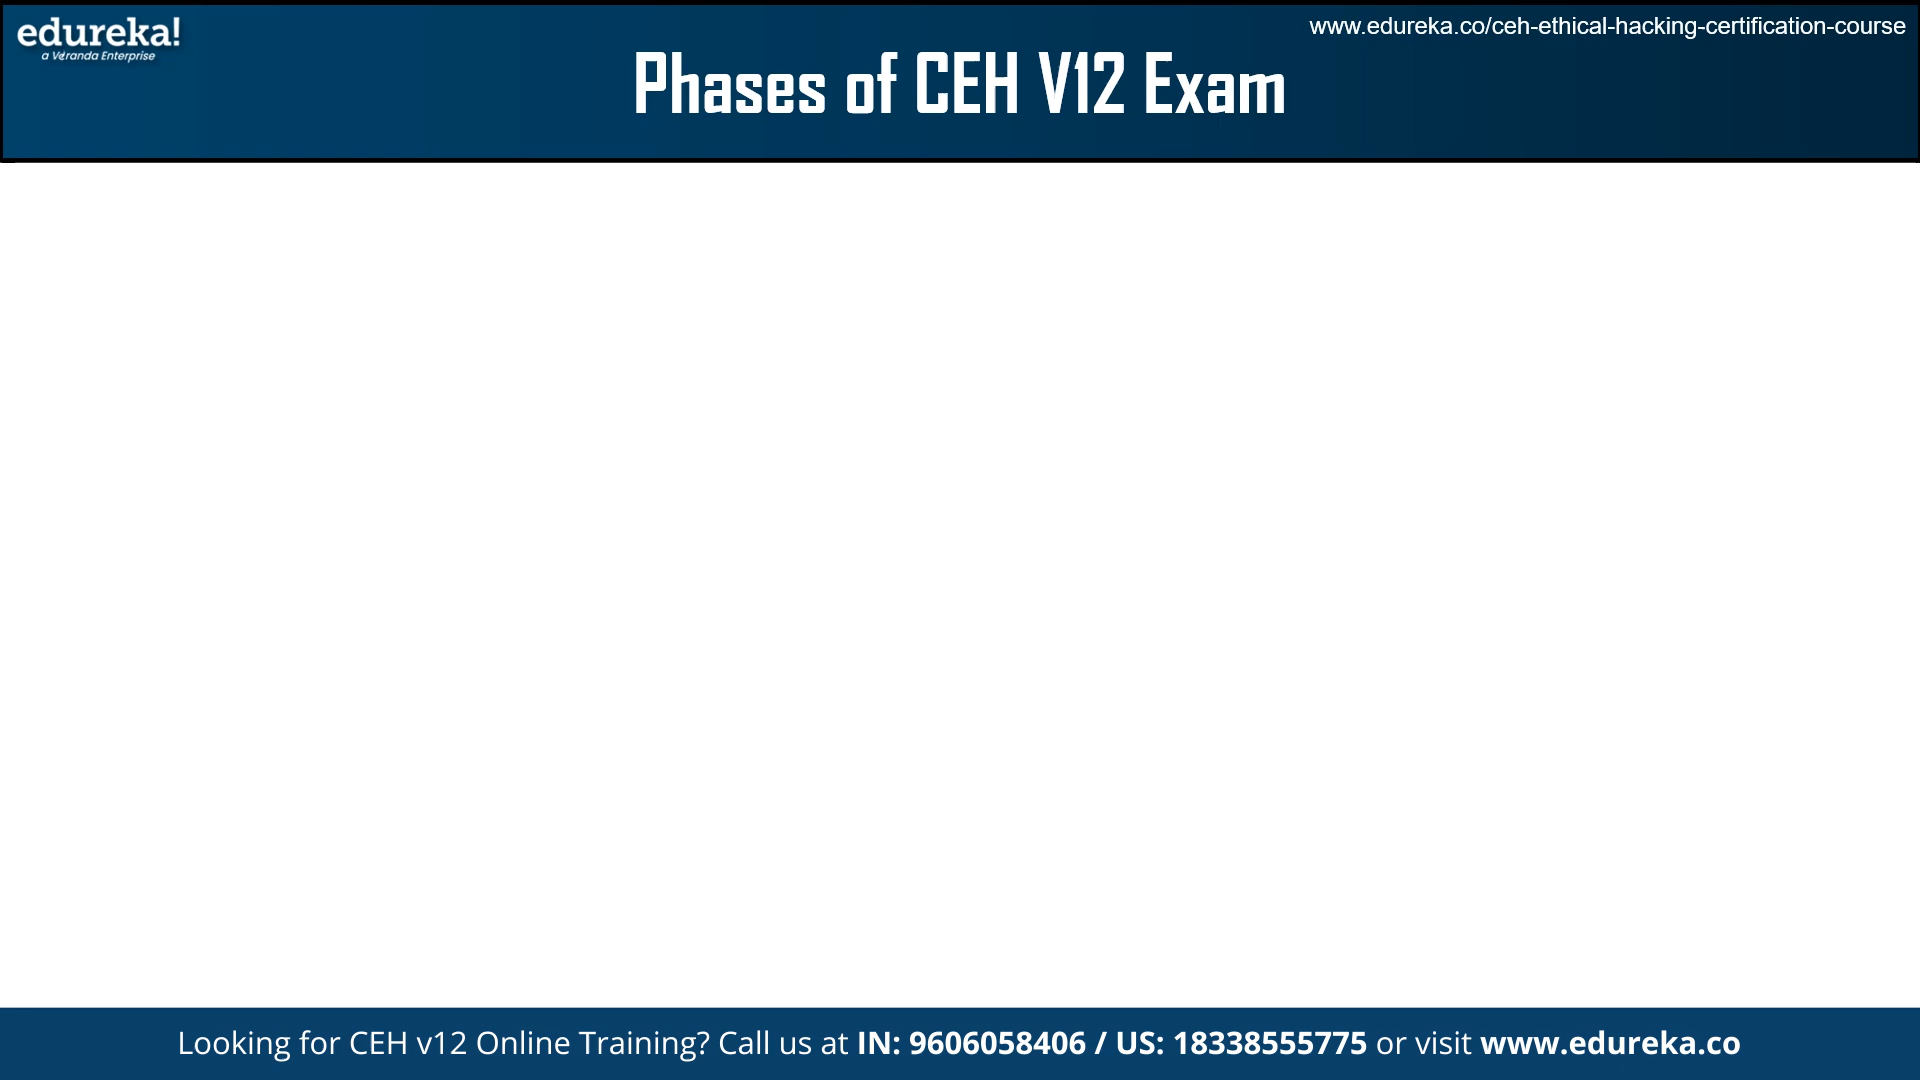 edureka!
a Veranda Enterprise
www.edureka.co/ceh-ethical-hacking-certification-course
Phases of CEH V12 Exam
Looking for CEH v12 Online Training? Call us at IN: 9606058406 / US: 18338555775 or visit www.edureka.co